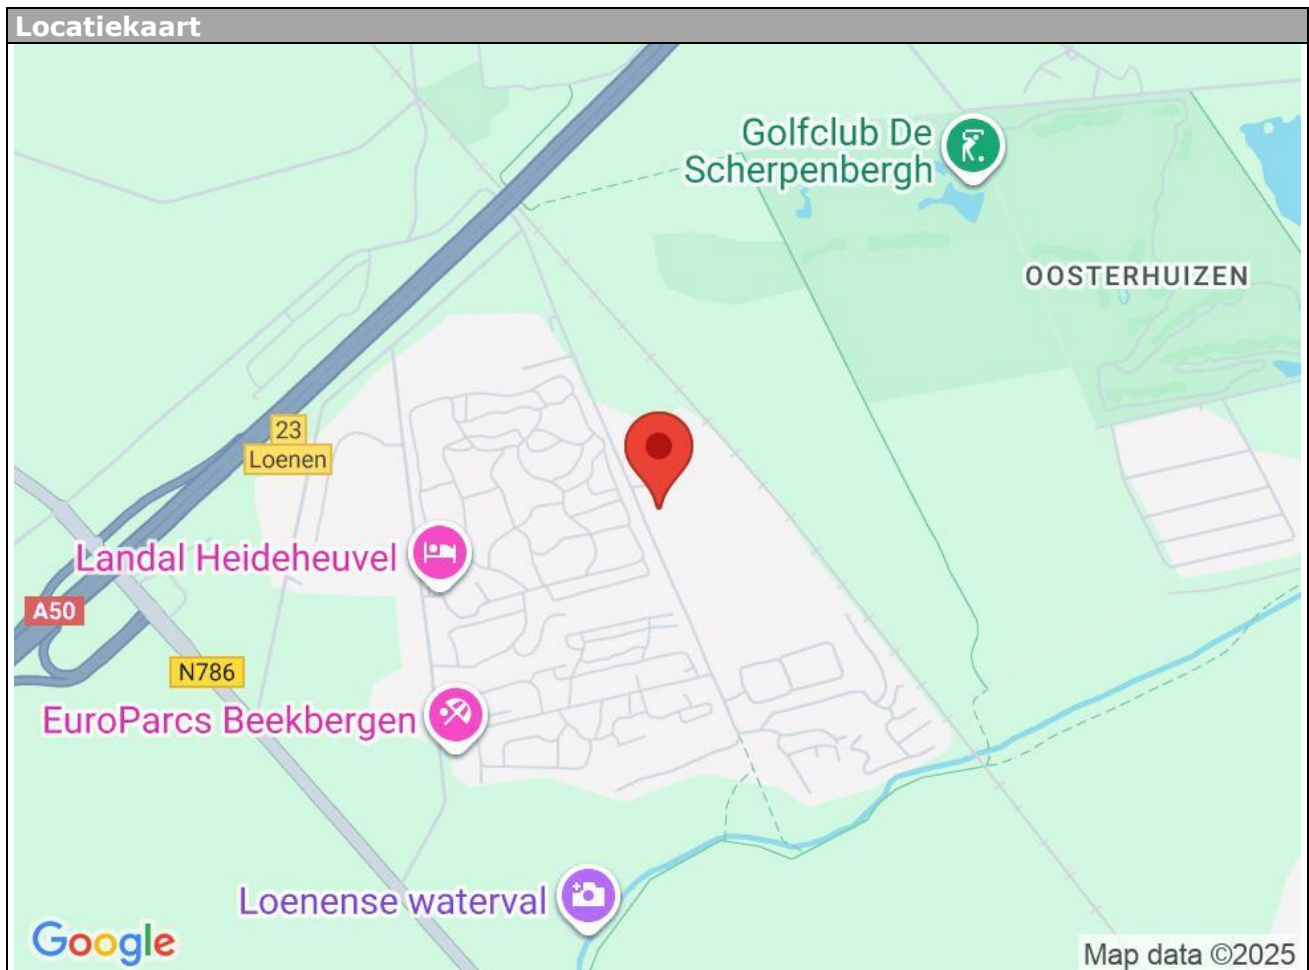 Locatiekaart
Golfclub De
Scherpenbergh
OOSTERHUIZEN
23
Loenen
Landal Heideheuvel
A50
N786
EuroParcs Beekbergen
Loenense waterval
Google
Map data ©2025